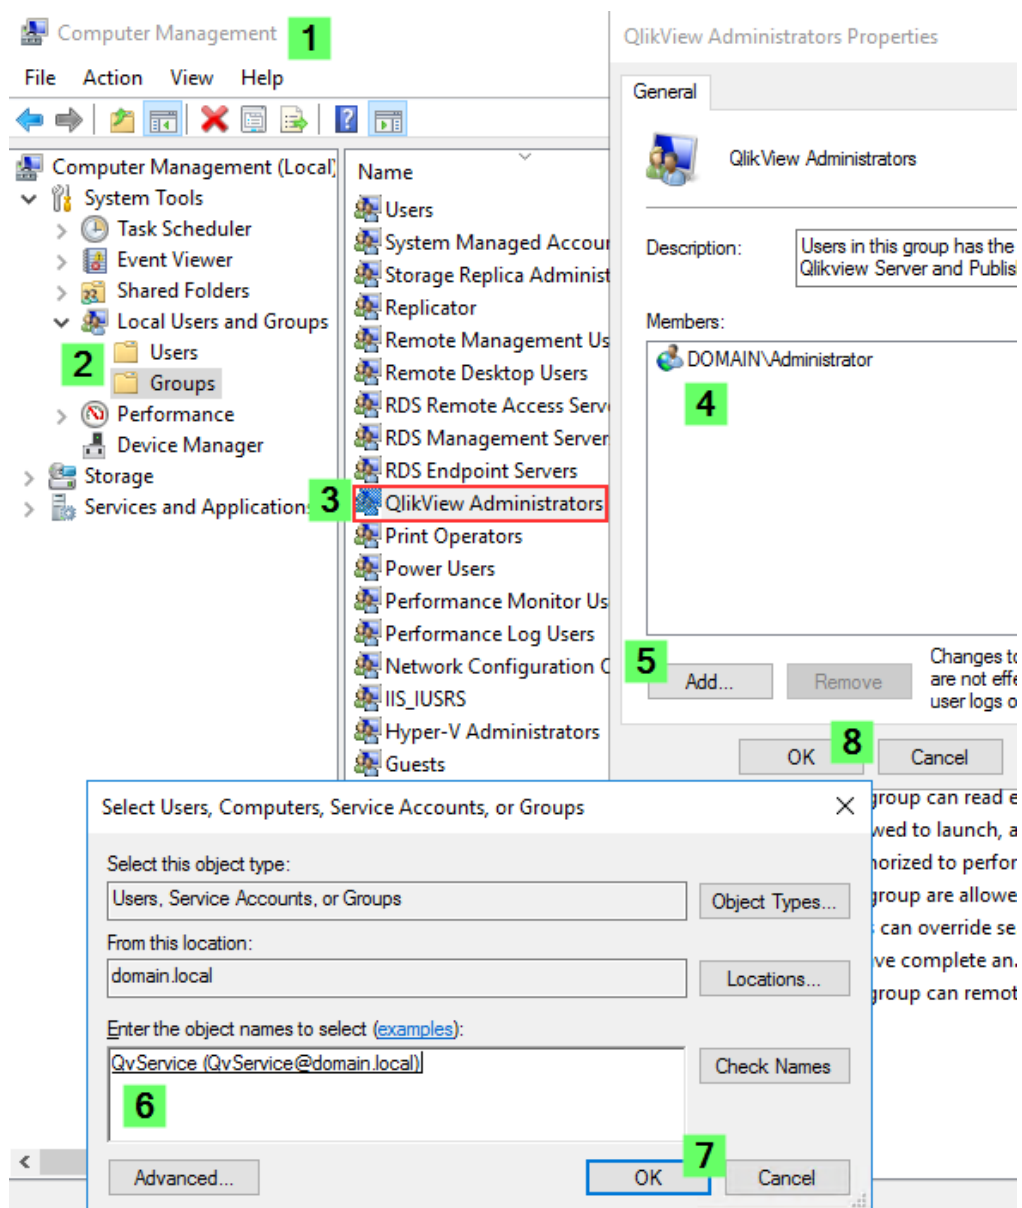 Computer Management
1
File Action View Help
Computer Management (Local)
System Tools
Task Scheduler
Event Viewer
Shared Folders
Local Users and Groups
2
Users
Groups
Performance
Device Manager
Storage
Services and Application
Name
Users
System Managed Accour
Storage Replica Administ
Replicator
Remote Management Us
Remote Desktop Users
RDS Remote Access Serv
RDS Management Server
RDS Endpoint Servers
3
QlikView Administrators
Print Operators
Power Users
Performance Monitor Us
Performance Log Users
Network Configuration C
IIS_IUSRS
Hyper-V Administrators
Guests
QlikView Administrators Properties
General
QlikView Administrators
Description:
Users in this group has the
Qlikview Server and Publis
Members:
DOMAIN\Administrator
4
5
Add...
Remove
Changes to
are not effe
user logs o
OK
8
Cancel
group can read e
wed to launch, a
horized to perfor
group are allowe
can override se
ve complete an.
group can remot
Select Users, Computers, Service Accounts, or Groups
Select this object type:
Users, Service Accounts, or Groups
Object Types...
From this location:
domain.local
Locations...
Enter the object names to select (examples):
QvService (QvService@domain.local)
Check Names
6
7
Advanced...
OK
Cancel